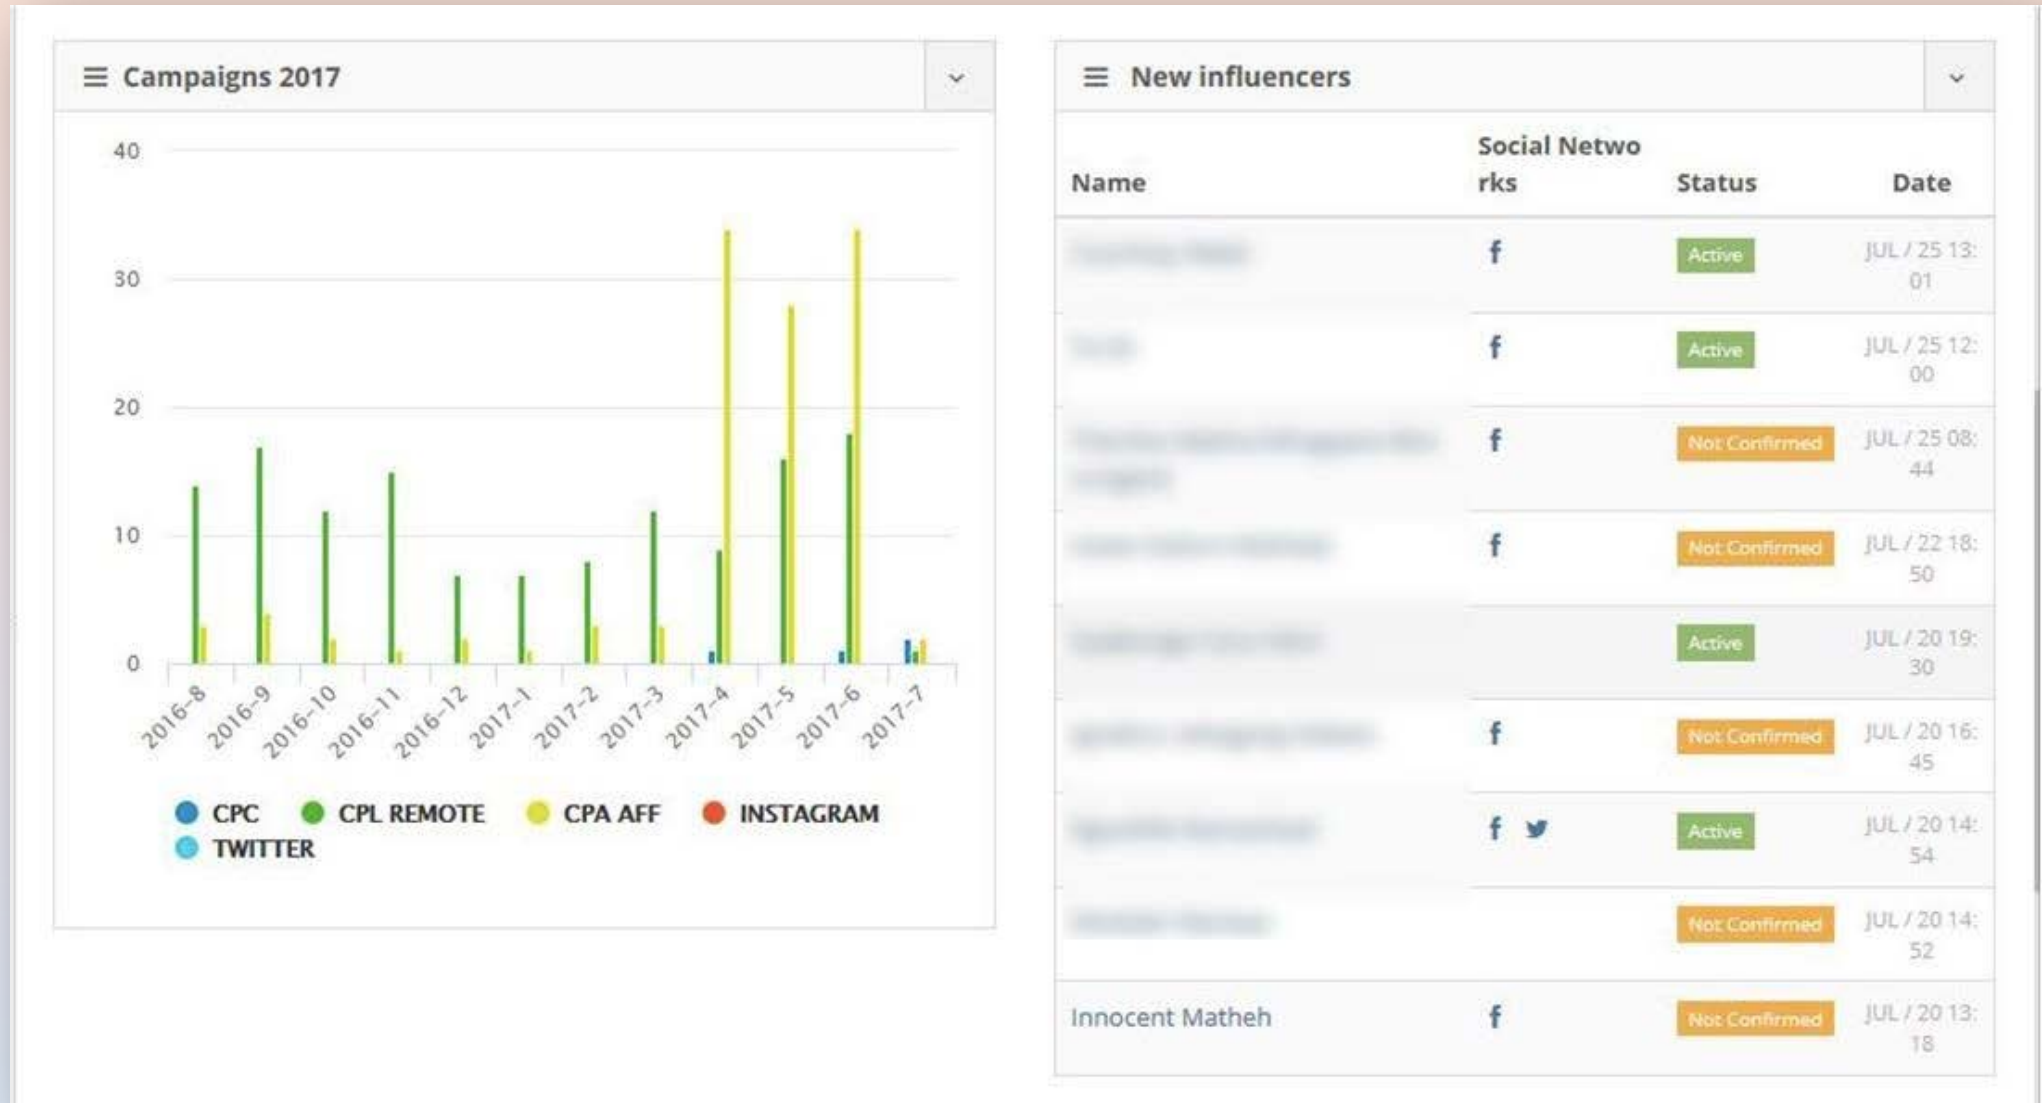 Campaigns 2017
40
30
20
10
0
2016-8
2016-9
2016-10
2016-11
2016-12
2017-1
2017-2
2017-3
2017-4
2017-5
2017-6
2017-7
CPC CPL REMOTE CPA AFF INSTAGRAM
TWITTER
New influencers
Social Netwo
Name rks Status Date
f Active JUL / 25 13:
01
f Active JUL / 25 12:
00
f Not Confirmed JUL / 25 08:
44
f Not Confirmed JUL / 22 18:
50
Active JUL / 20 19:
30
f Not Confirmed JUL / 20 16:
45
f Active JUL / 20 14:
54
Not Confirmed JUL / 20 14:
52
Innocent Matheh f Not Confirmed JUL / 20 13:
18